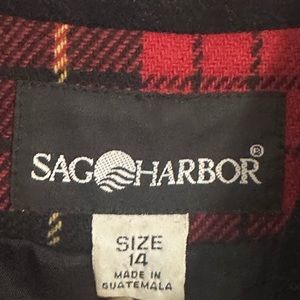 SAG HARBOR®
SIZE
14
MADE IN
GUATEMALA